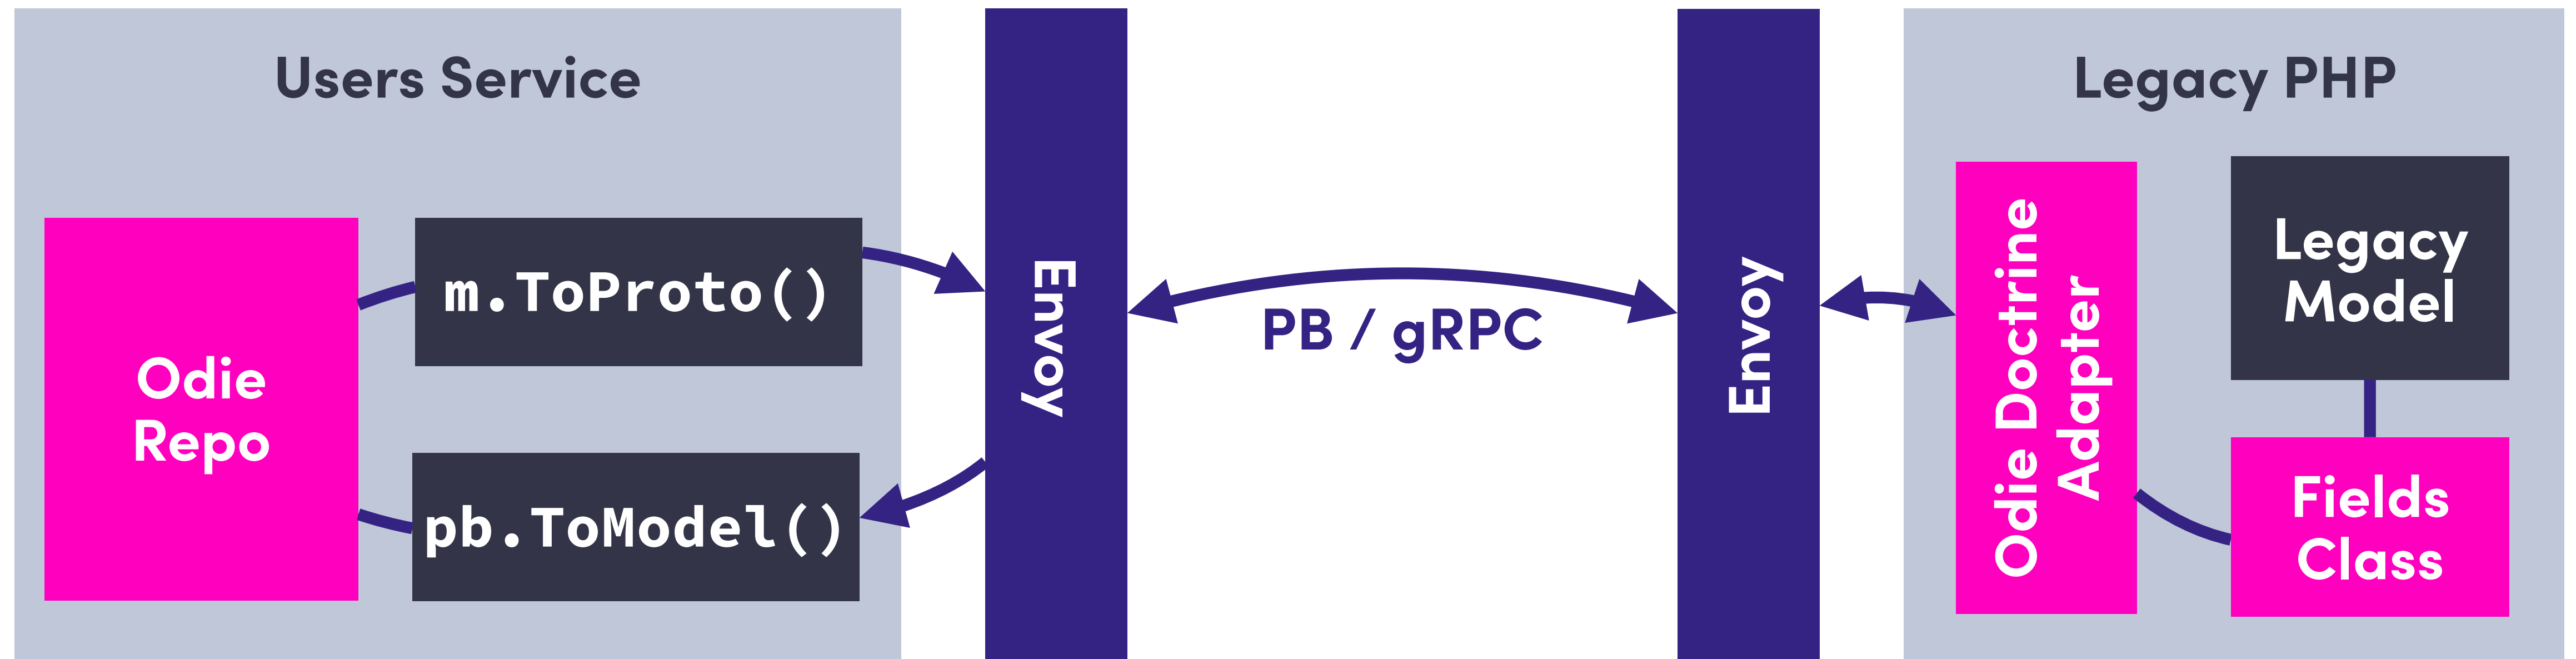 Users Service
Odie
Repo
m.ToProto()
pb.ToModel()
Envoy
PB / gRPC
Envoy
Legacy PHP
Odie Doctrine
Adapter
Legacy
Model
Fields
Class